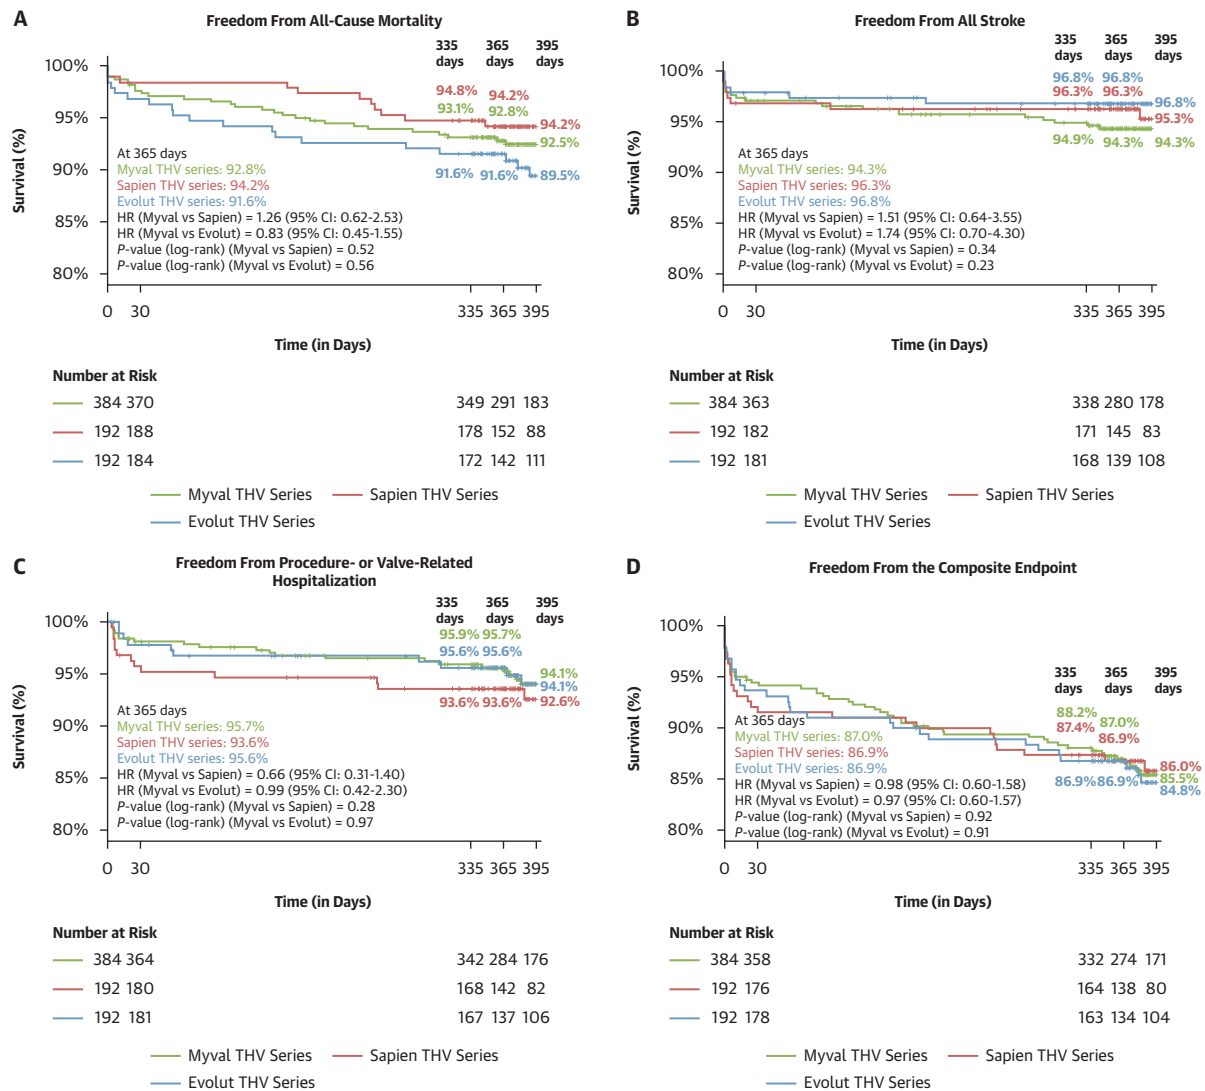 A
Freedom From All-Cause Mortality
335 days
365 days
395 days
100%
95%
90%
85%
80%
Survival (%)
94.8%
94.2%
93.1%
92.8%
94.2%
92.5%
91.6%
91.6%
89.5%
At 365 days
Myval THV series: 92.8%
Sapien THV series: 94.2%
Evolut THV series: 91.6%
HR (Myval vs Sapien) = 1.26 (95% CI: 0.62-2.53)
HR (Myval vs Evolut) = 0.83 (95% CI: 0.45-1.55)
P-value (log-rank) (Myval vs Sapien) = 0.52
P-value (log-rank) (Myval vs Evolut) = 0.56
0 30 335 365 395
Time (in Days)
Number at Risk
384 370 349 291 183
192 188 178 152 88
192 184 172 142 111
Myval THV Series Sapien THV Series
Evolut THV Series
B
Freedom From All Stroke
335 days
365 days
395 days
100%
95%
90%
85%
80%
Survival (%)
96.8%
96.8%
96.3%
96.3%
96.8%
95.3%
94.9%
94.3%
94.3%
At 365 days
Myval THV series: 94.3%
Sapien THV series: 96.3%
Evolut THV series: 96.8%
HR (Myval vs Sapien) = 1.51 (95% CI: 0.64-3.55)
HR (Myval vs Evolut) = 1.74 (95% CI: 0.70-4.30)
P-value (log-rank) (Myval vs Sapien) = 0.34
P-value (log-rank) (Myval vs Evolut) = 0.23
0 30 335 365 395
Time (in Days)
Number at Risk
384 363 338 280 178
192 182 171 145 83
192 181 168 139 108
Myval THV Series Sapien THV Series
Evolut THV Series
C
Freedom From Procedure- or Valve-Related
Hospitalization
335 days
365 days
395 days
100%
95%
90%
85%
80%
Survival (%)
95.9%
95.7%
95.6%
95.6%
94.1%
94.1%
93.6%
93.6%
92.6%
At 365 days
Myval THV series: 95.7%
Sapien THV series: 93.6%
Evolut THV series: 95.6%
HR (Myval vs Sapien) = 0.66 (95% CI: 0.31-1.40)
HR (Myval vs Evolut) = 0.99 (95% CI: 0.42-2.30)
P-value (log-rank) (Myval vs Sapien) = 0.28
P-value (log-rank) (Myval vs Evolut) = 0.97
0 30 335 365 395
Time (in Days)
Number at Risk
384 364 342 284 176
192 180 168 142 82
192 181 167 137 106
Myval THV Series Sapien THV Series
Evolut THV Series
D
Freedom From the Composite Endpoint
335 days
365 days
395 days
100%
95%
90%
85%
80%
Survival (%)
88.2%
87.0%
87.4%
86.9%
86.0%
85.5%
86.9%
86.9%
84.8%
At 365 days
Myval THV series: 87.0%
Sapien THV series: 86.9%
Evolut THV series: 86.9%
HR (Myval vs Sapien) = 0.98 (95% CI: 0.60-1.58)
HR (Myval vs Evolut) = 0.97 (95% CI: 0.60-1.57)
P-value (log-rank) (Myval vs Sapien) = 0.92
P-value (log-rank) (Myval vs Evolut) = 0.91
0 30 335 365 395
Time (in Days)
Number at Risk
384 358 332 274 171
192 176 164 138 80
192 178 163 134 104
Myval THV Series Sapien THV Series
Evolut THV Series